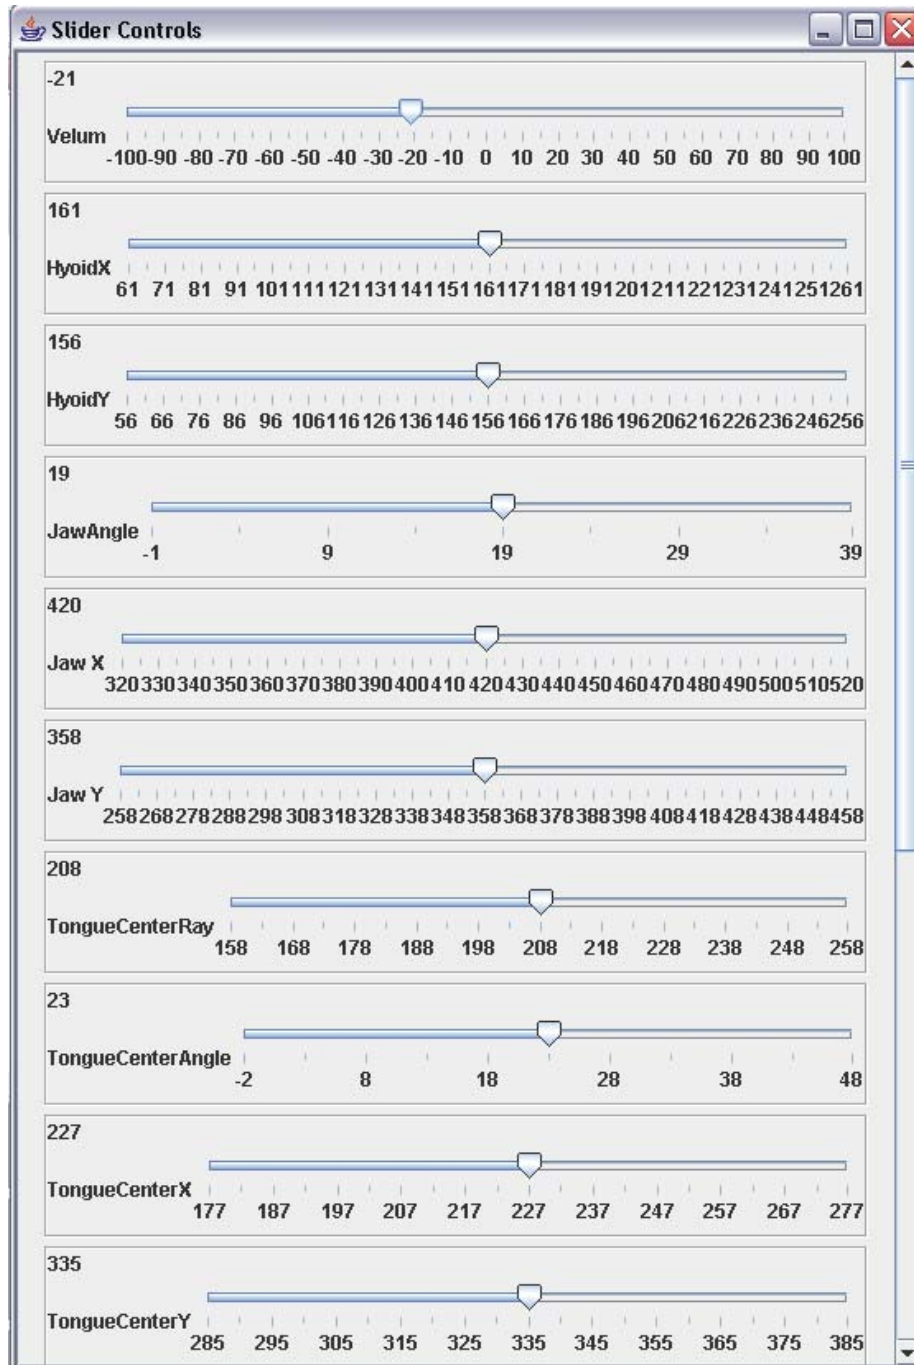 Slider Controls
-21
Velum
-100 -90 -80 -70 -60 -50 -40 -30 -20 -10 0 10 20 30 40 50 60 70 80 90 100
161
HyoidX
61 71 81 91 101 111 121 131 141 151 161 171 181 191 201 211 221 231 241 251 261
156
HyoidY
56 66 76 86 96 106 116 126 136 146 156 166 176 186 196 206 216 226 236 246 256
19
JawAngle
-1 9 19 29 39
420
Jaw X
320 330 340 350 360 370 380 390 400 410 420 430 440 450 460 470 480 490 500 510 520
358
Jaw Y
258 268 278 288 298 308 318 328 338 348 358 368 378 388 398 408 418 428 438 448 458
208
TongueCenterRay
158 168 178 188 198 208 218 228 238 248 258
23
TongueCenterAngle
-2 8 18 28 38 48
227
TongueCenterX
177 187 197 207 217 227 237 247 257 267 277
335
TongueCenterY
285 295 305 315 325 335 345 355 365 375 385